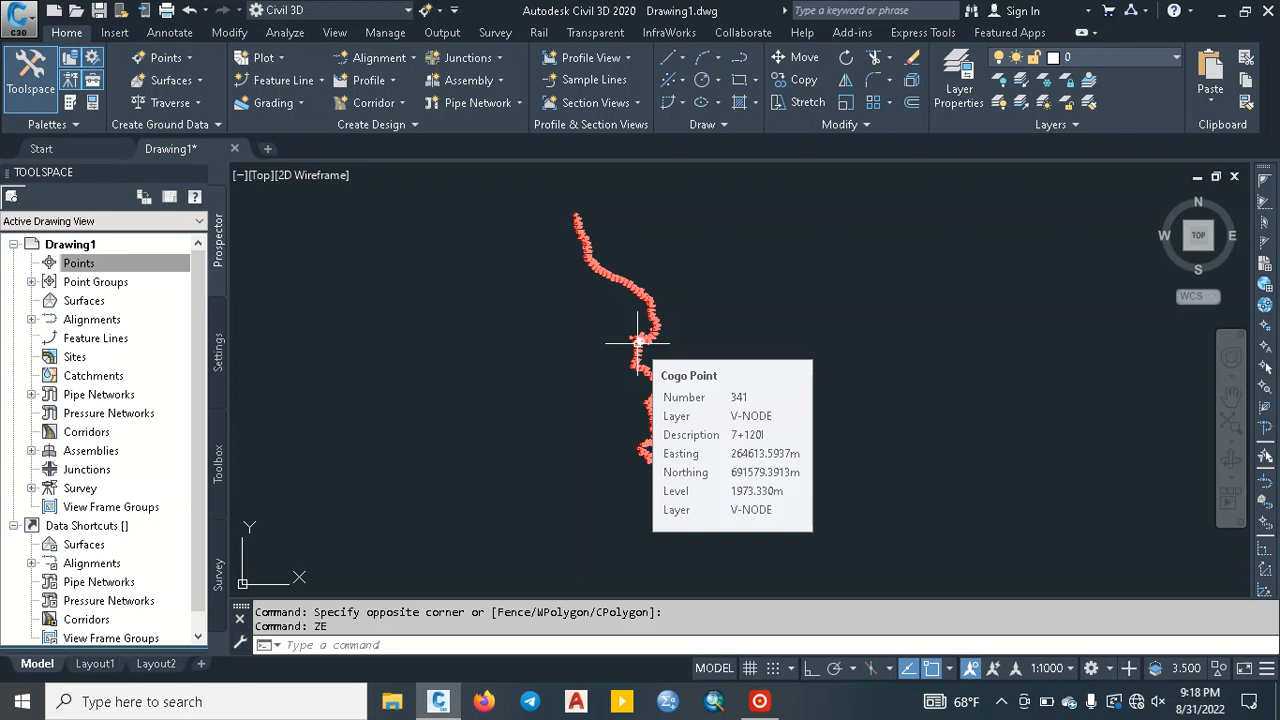 C3D
Civil 3D
Autodesk Civil 3D 2020 Drawing1.dwg
Type a keyword or phrase
Sign In
Home Insert Annotate Modify Analyze View Manage Output Survey Rail Transparent InfraWorks Collaborate Help Add-ins Express Tools Featured Apps
Toolspace
Palettes
Points
Surfaces
Traverse
Create Ground Data
Plot
Feature Line
Grading
Alignment
Profile
Corridor
Junctions
Assembly
Pipe Network
Create Design
Profile View
Sample Lines
Section Views
Profile & Section Views
Draw
Move
Copy
Stretch
Modify
Layer
Properties
0
Layers
Paste
Clipboard
Start
Drawing1*
TOOLSPACE
Active Drawing View
Drawing1
Points
Point Groups
Surfaces
Alignments
Feature Lines
Sites
Catchments
Pipe Networks
Pressure Networks
Corridors
Assemblies
Junctions
Survey
View Frame Groups
Data Shortcuts []
Surfaces
Alignments
Pipe Networks
Pressure Networks
Corridors
View Frame Groups
Prospector
Settings
Toolbox
Survey
[−][Top][2D Wireframe]
N
W TOP E
S
WCS
Cogo Point
Number 341
Layer V-NODE
Description 7+120l
Easting 264613.5937m
Northing 691579.3913m
Level 1973.330m
Layer V-NODE
Y
X
Command: Specify opposite corner or [Fence/WPolygon/CPolygon]:
Command: ZE
Type a command
Model Layout1 Layout2
MODEL
1:1000
3.500
Type here to search
68°F
9:18 PM
8/31/2022